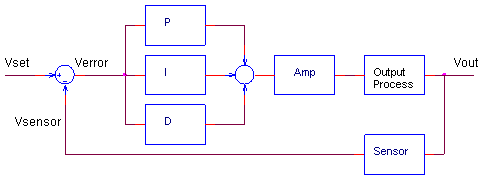 P
Vset
Verror
Vout
+
-
I
Amp
Output
Process
Vsensor
D
Sensor